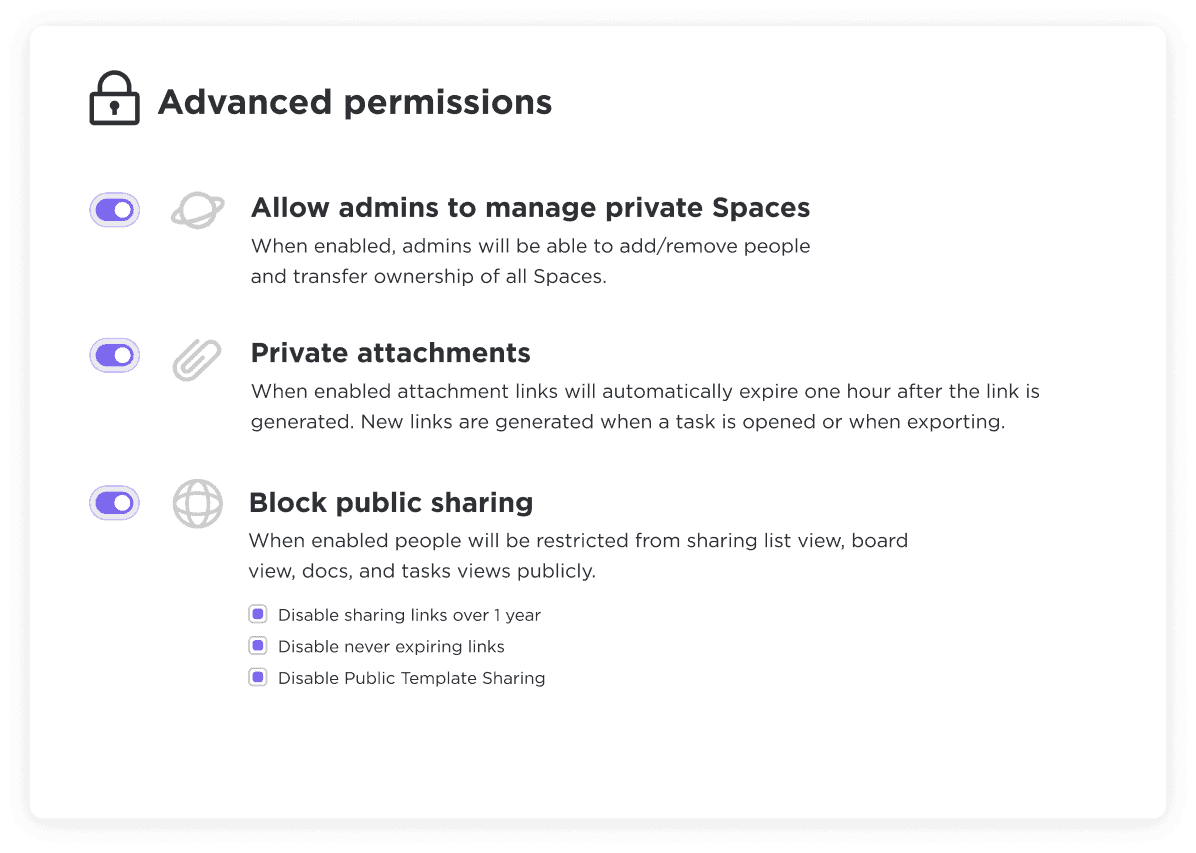 Advanced permissions
Allow admins to manage private Spaces
When enabled, admins will be able to add/remove people
and transfer ownership of all Spaces.
Private attachments
When enabled attachment links will automatically expire one hour after the link is
generated. New links are generated when a task is opened or when exporting.
Block public sharing
When enabled people will be restricted from sharing list view, board
view, docs, and tasks views publicly.
Disable sharing links over 1 year
Disable never expiring links
Disable Public Template Sharing